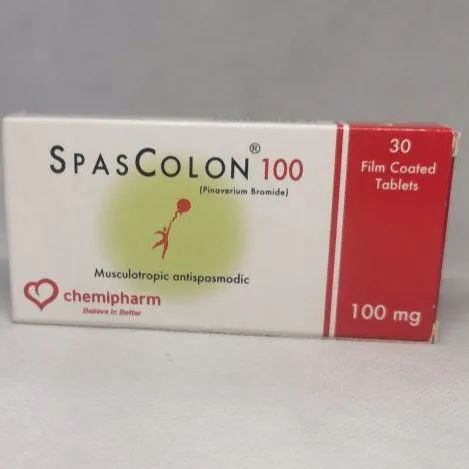 SPASCOLON® 100
(Pinaverium Bromide)
Musculotropic antispasmodic
chemipharm
Believe in Better
30
Film Coated
Tablets
100 mg